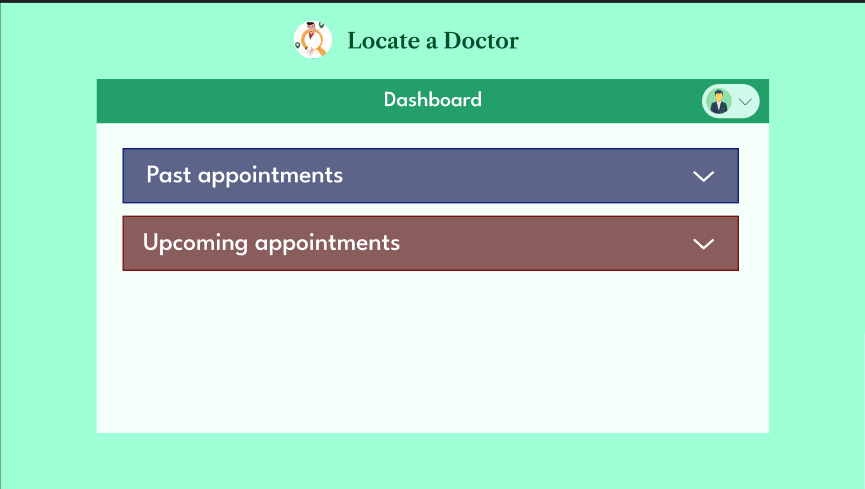 Locate a Doctor
Dashboard
Past appointments
Upcoming appointments